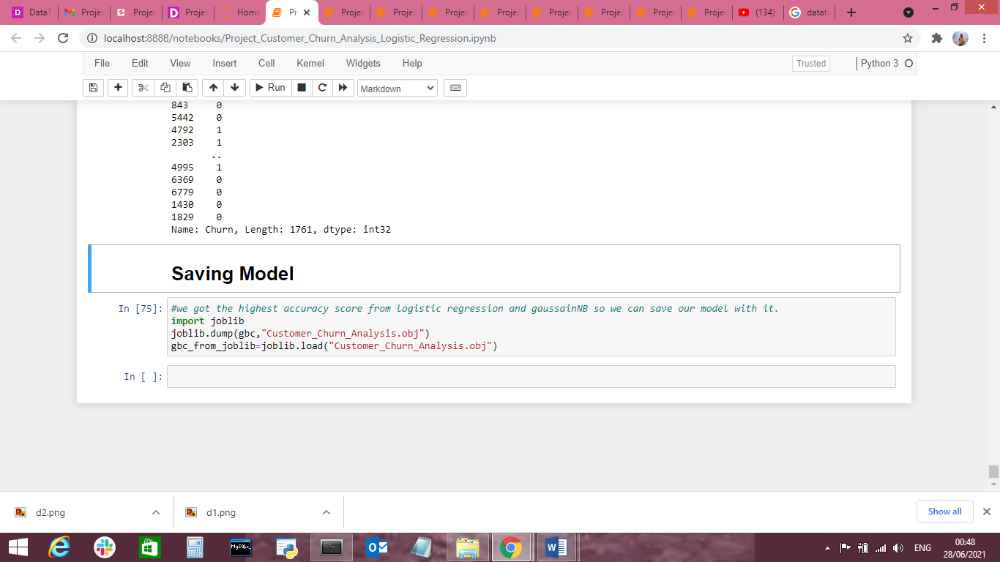 DataT
Projec
Projec
Projec
Home
Pr
Projec
Projec
Projec
Projec
Projec
Projec
Projec
Projec
(134)
datat
localhost:8888/notebooks/Project_Customer_Churn_Analysis_Logistic_Regression.ipynb
File Edit View Insert Cell Kernel Widgets Help Trusted Python 3
Run Markdown
843 0
5442 0
4792 1
2303 1
..
4995 1
6369 0
6779 0
1430 0
1829 0
Name: Churn, Length: 1761, dtype: int32
Saving Model
In [75]: #we got the highest accuracy score from logistic regression and gaussainNB so we can save our model with it.
import joblib
joblib.dump(gbc,"Customer_Churn_Analysis.obj")
gbc_from_joblib=joblib.load("Customer_Churn_Analysis.obj")
In [ ]:
d2.png d1.png Show all
MySQL
ENG
00:48
28/06/2021